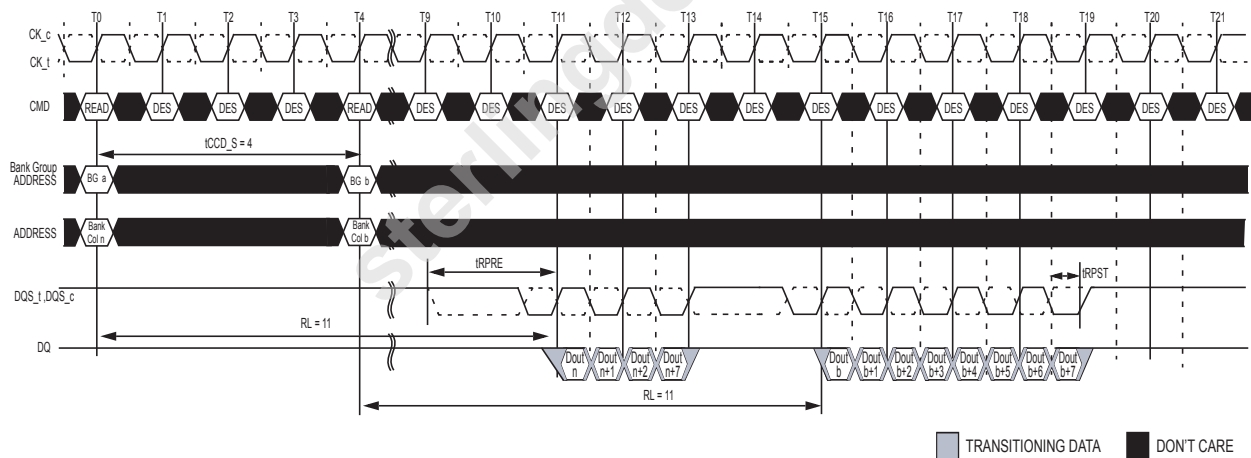 T0 T1 T2 T3 T4 T9 T10 T11 T12 T13 T14 T15 T16 T17 T18 T19 T20 T21
CK_c
CK_t
CMD READ DES DES DES READ DES DES DES DES DES DES DES DES DES DES DES DES DES
tCCD_S = 4
Bank Group
ADDRESS BG a BG b
ADDRESS Bank Col n Bank Col b
tRPRE tRPST
DQS_t ,DQS_c
RL = 11
DQ Dout n Dout n+1 Dout n+2 Dout n+7 Dout b Dout b+1 Dout b+2 Dout b+3 Dout b+4 Dout b+5 Dout b+6 Dout b+7
RL = 11
TRANSITIONING DATA DON'T CARE